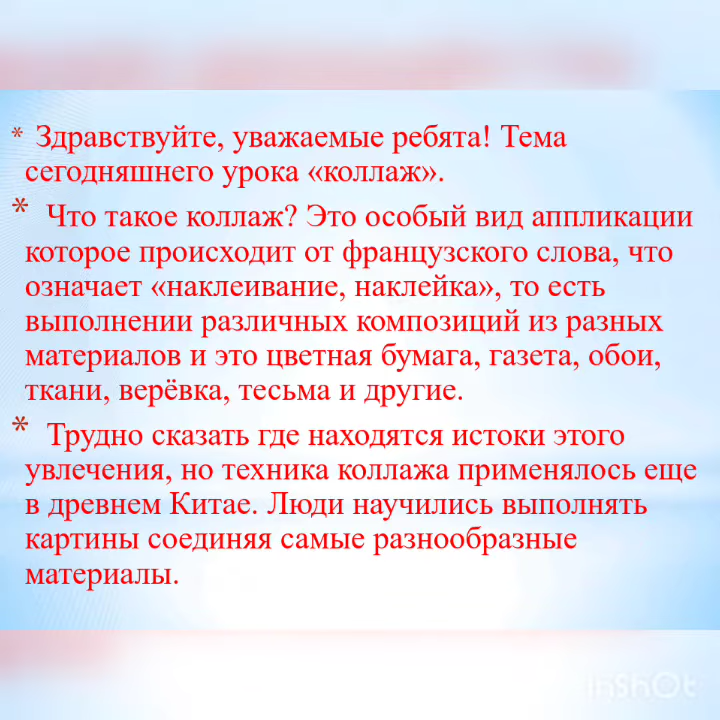 * Здравствуйте, уважаемые ребята! Тема
сегодняшнего урока «коллаж».
* Что такое коллаж? Это особый вид аппликации
которое происходит от французского слова, что
означает «наклеивание, наклейка», то есть
выполнении различных композиций из разных
материалов и это цветная бумага, газета, обои,
ткани, верёвка, тесьма и другие.
* Трудно сказать где находятся истоки этого
увлечения, но техника коллажа применялось еще
в древнем Китае. Люди научились выполнять
картины соединяя самые разнообразные
материалы.
InShOt